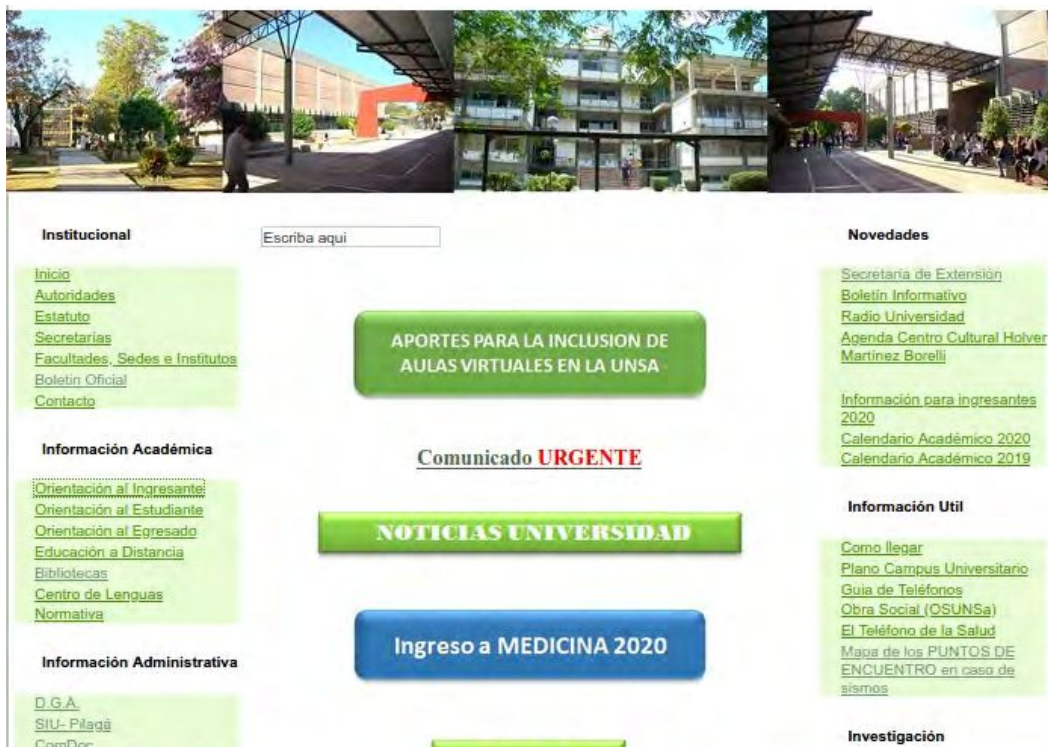 Institucional
Inicio
Autoridades
Estatuto
Secretarias
Facultades, Sedes e Institutos
Boletin Oficial
Contacto
Información Académica
Orientación al Ingresante
Orientación al Estudiante
Orientación al Egresado
Educación a Distancia
Bibliotecas
Centro de Lenguas
Normativa
Información Administrativa
D.G.A.
SIU- Pilagá
ComDoc
Escriba aqui
APORTES PARA LA INCLUSION DE
AULAS VIRTUALES EN LA UNSA
Comunicado URGENTE
NOTICIAS UNIVERSIDAD
Ingreso a MEDICINA 2020
Novedades
Secretaría de Extensión
Boletín Informativo
Radio Universidad
Agenda Centro Cultural Holver
Martínez Borelli
Información para ingresantes
2020
Calendario Académico 2020
Calendario Académico 2019
Información Util
Como llegar
Plano Campus Universitario
Guia de Teléfonos
Obra Social (OSUNSa)
El Teléfono de la Salud
Mapa de los PUNTOS DE
ENCUENTRO en caso de
sismos
Investigación